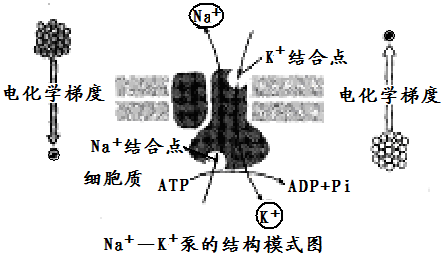 Na⁺
K⁺结合点
电化学梯度
电化学梯度
Na⁺结合点
细胞质
ATP
ADP+Pi
K⁺
Na⁺—K⁺泵的结构模式图